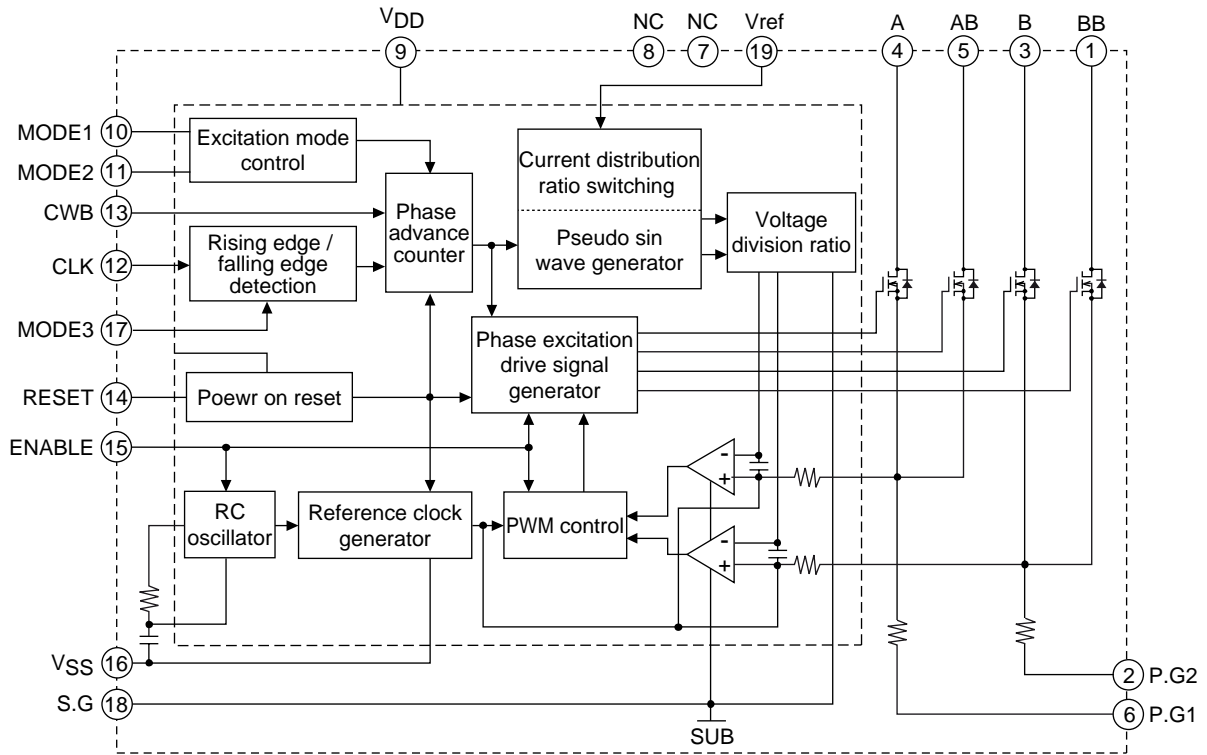 VDD
NC
NC
Vref
A
AB
B
BB
9
8
7
19
4
5
3
1
MODE1
10
MODE2
11
CWB
13
CLK
12
MODE3
17
RESET
14
ENABLE
15
VSS
16
S.G
18
Excitation mode
control
Phase
advance
counter
Rising edge /
falling edge
detection
Current distribution
ratio switching
Pseudo sin
wave generator
Voltage
division ratio
Phase excitation
drive signal
generator
Poewr on reset
RC
oscillator
Reference clock
generator
PWM control
-
+
-
+
SUB
2
P.G2
6
P.G1